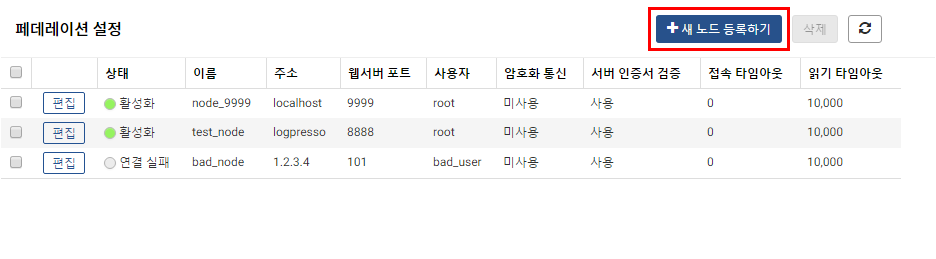 페데레이션 설정
새 노드 등록하기 삭제
상태 이름 주소 웹서버 포트 사용자 암호화 통신 서버 인증서 검증 접속 타임아웃 읽기 타임아웃
편집 활성화 node_9999 localhost 9999 root 미사용 사용 0 10,000
편집 활성화 test_node logpresso 8888 root 미사용 사용 0 10,000
편집 연결 실패 bad_node 1.2.3.4 101 bad_user 미사용 사용 0 10,000